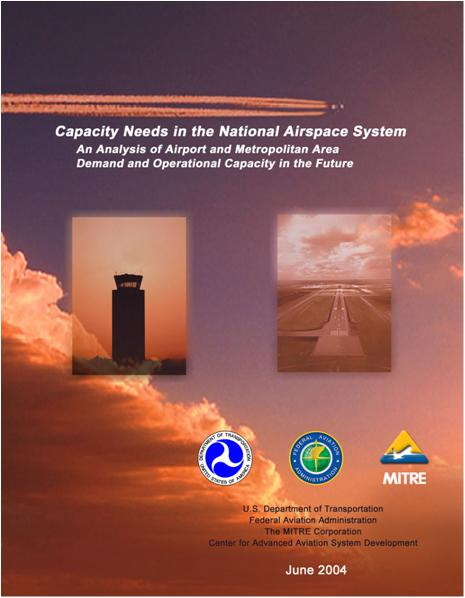 Capacity Needs in the National Airspace System
An Analysis of Airport and Metropolitan Area
Demand and Operational Capacity in the Future
DEPARTMENT OF TRANSPORTATION
UNITED STATES OF AMERICA
FEDERAL AVIATION
ADMINISTRATION
MITRE
U.S. Department of Transportation
Federal Aviation Administration
The MITRE Corporation
Center for Advanced Aviation System Development
June 2004